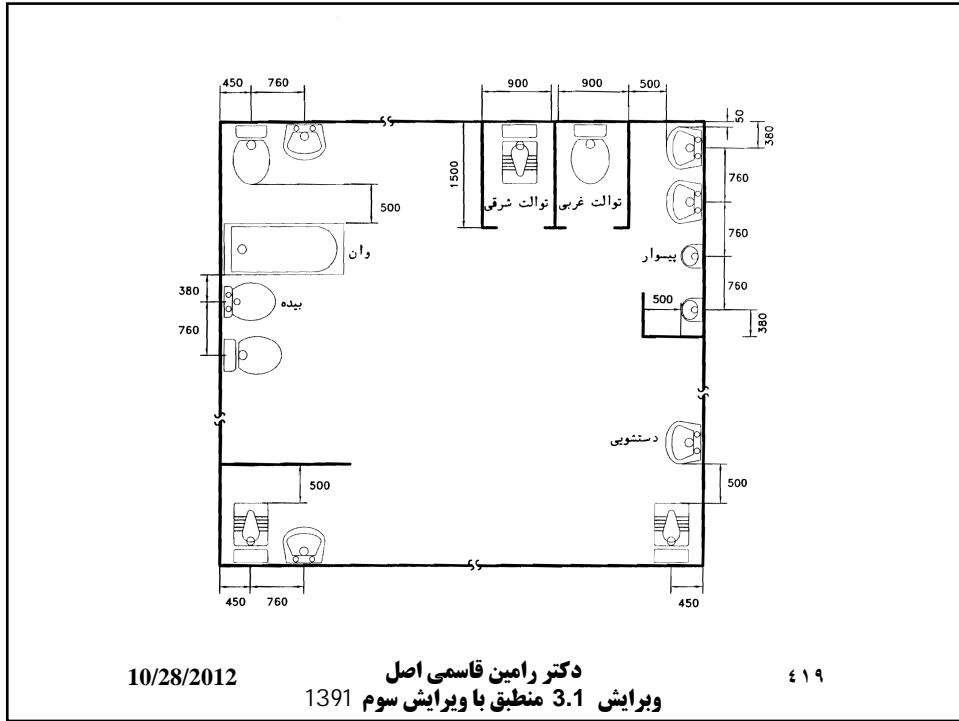 450 760 900 900 500
50
380
1500
760
500
توالت شرقی توالت غربی
760
وان
پیسوار
380
760
بیده
500
380
760
دستشویی
500
500
450 760 450
10/28/2012
دکتر رامین قاسمی اصل
ویرایش 3.1 منطبق با ویرایش سوم 1391
٤١٩